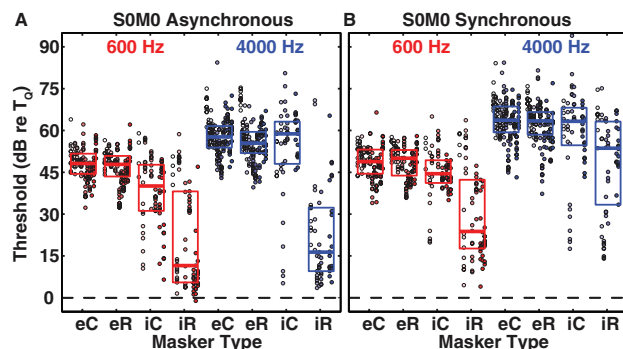 A S0M0 Asynchronous B S0M0 Synchronous
600 Hz 4000 Hz 600 Hz 4000 Hz
Threshold (dB re T_Q)
90
75
60
45
30
15
0
eC eR iC iR eC eR iC iR eC eR iC iR eC eR iC iR
Masker Type Masker Type